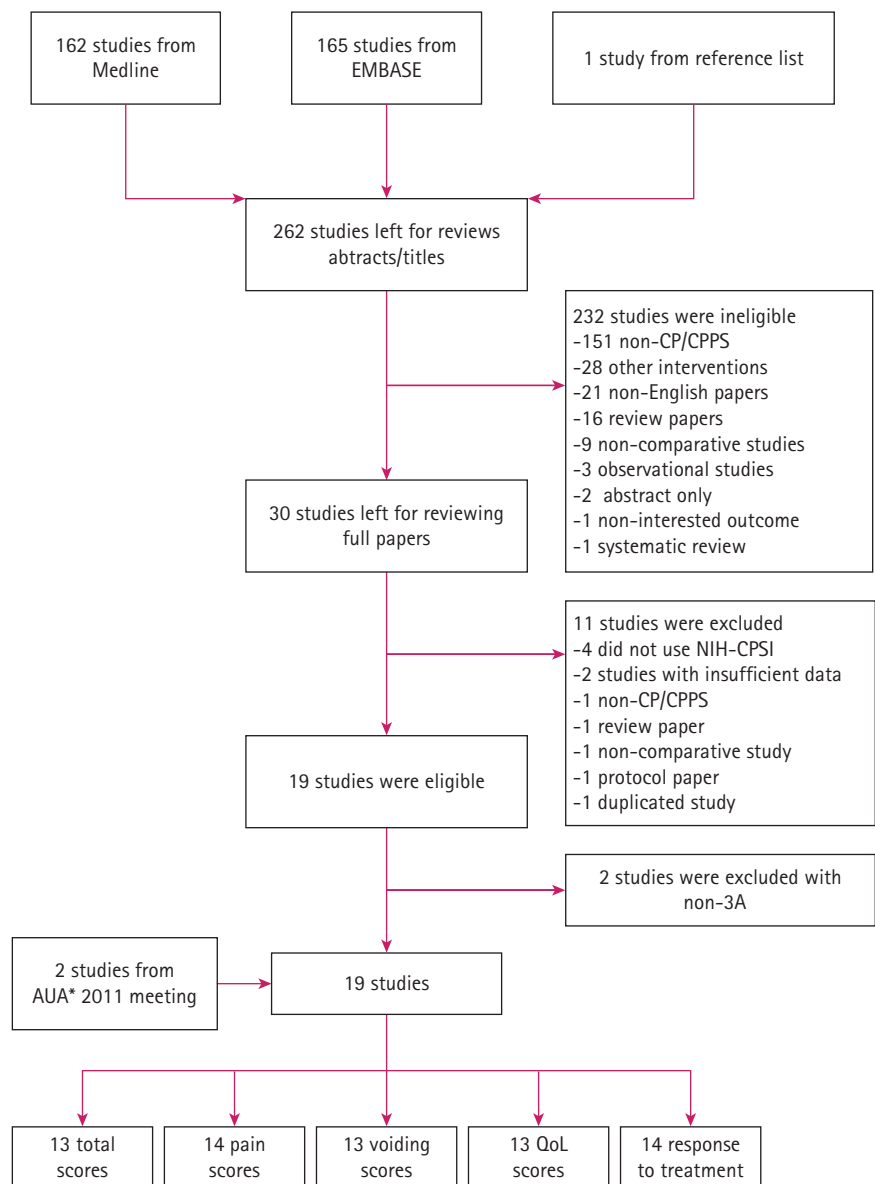 162 studies from
Medline
165 studies from
EMBASE
1 study from reference list
262 studies left for reviews
abtracts/titles
232 studies were ineligible
-151 non-CP/CPPS
-28 other interventions
-21 non-English papers
-16 review papers
-9 non-comparative studies
-3 observational studies
-2 abstract only
-1 non-interested outcome
-1 systematic review
30 studies left for reviewing
full papers
11 studies were excluded
-4 did not use NIH-CPSI
-2 studies with insufficient data
-1 non-CP/CPPS
-1 review paper
-1 non-comparative study
-1 protocol paper
-1 duplicated study
19 studies were eligible
2 studies were excluded with
non-3A
2 studies from
AUA* 2011 meeting
19 studies
13 total
scores
14 pain
scores
13 voiding
scores
13 QoL
scores
14 response
to treatment